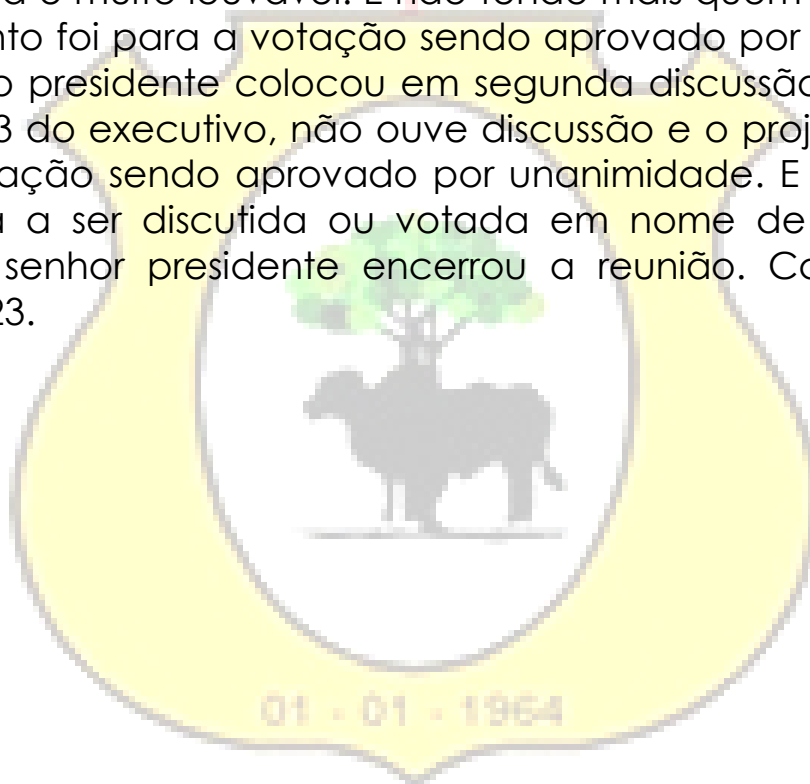 a e muito louvável. E não tendo mais quem
nto foi para a votação sendo aprovado por
o presidente colocou em segunda discussão
3 do executivo, não ouve discussão e o proj
ação sendo aprovado por unanimidade. E
a a ser discutida ou votada em nome de
senhor presidente encerrou a reunião. Co
23.
01 - 01 - 1964